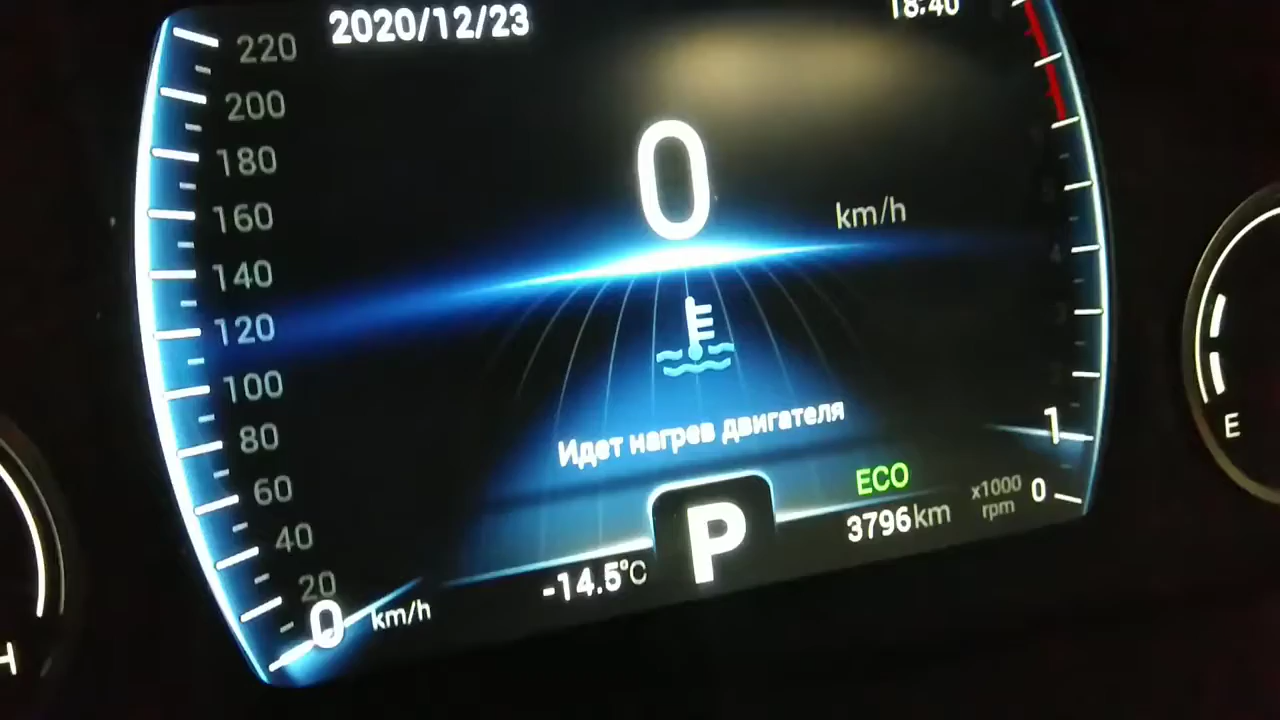 2020/12/23
18:40
220
200
180
160
140
120
100
80
60
40
20
0 km/h
0
km/h
Идет нагрев двигателя
ECO
3796km
-14.5°C
P
4
1
0
x1000
rpm
E
H